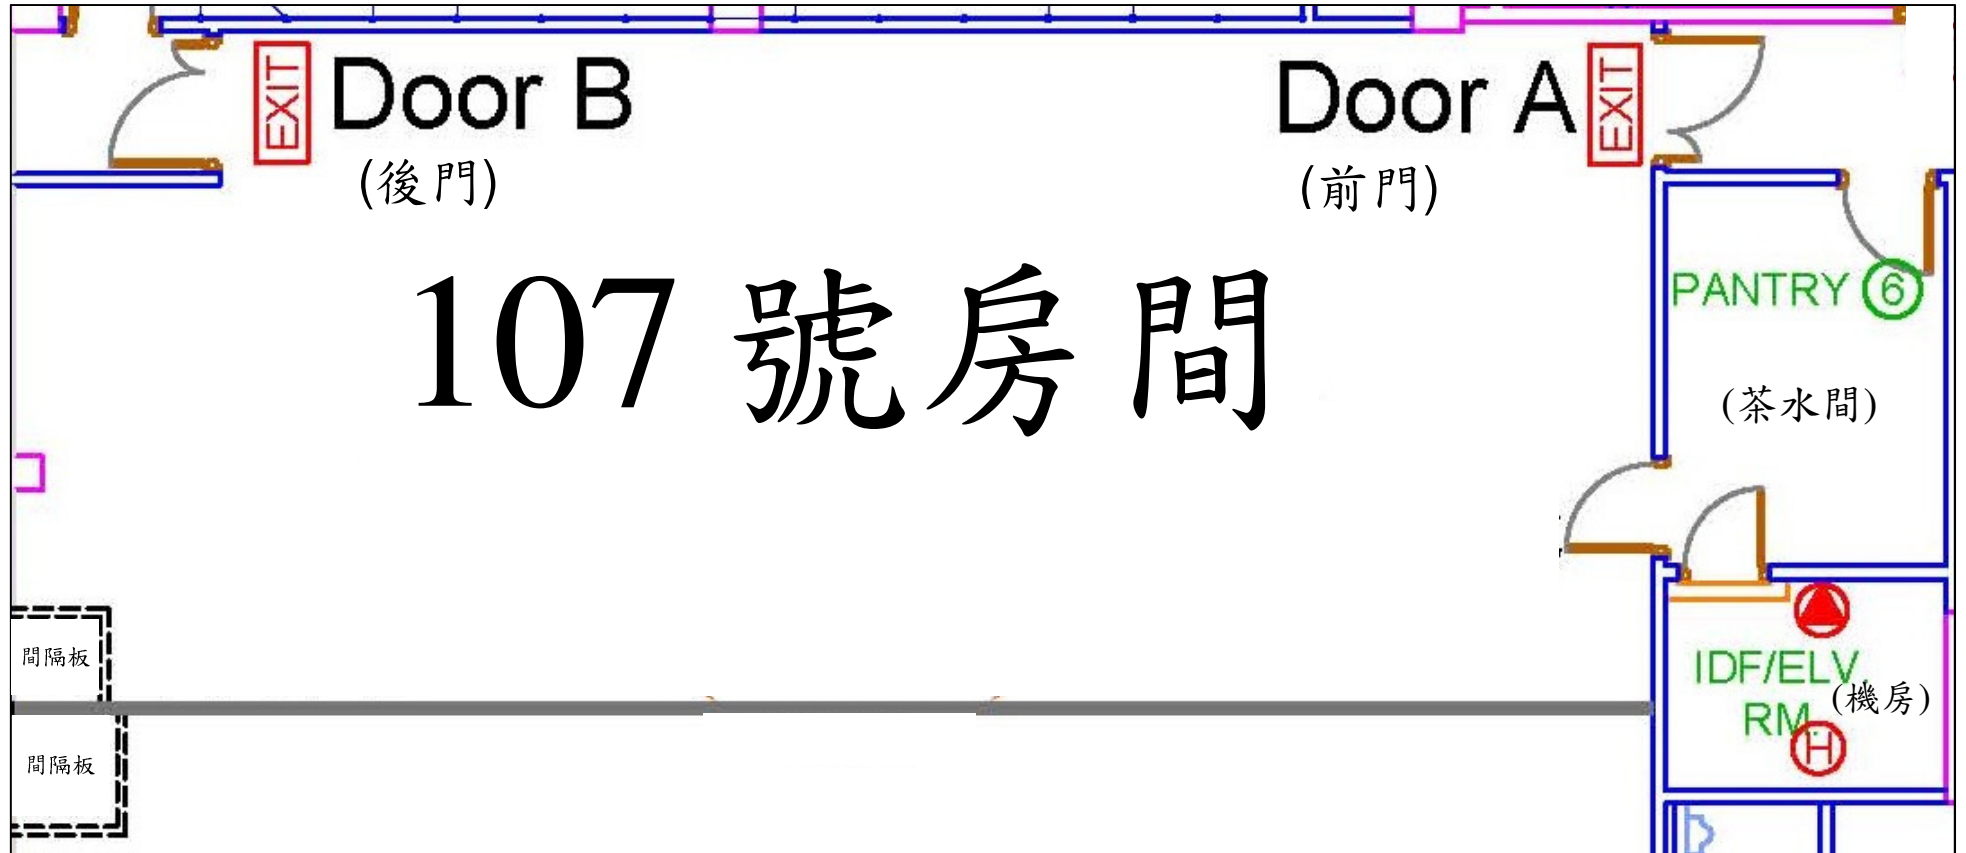 EXIT Door B
(後門)
Door A EXIT
(前門)
107 號房間
PANTRY 6
(茶水間)
間隔板
間隔板
IDF/ELV.
RM.
(機房)
H